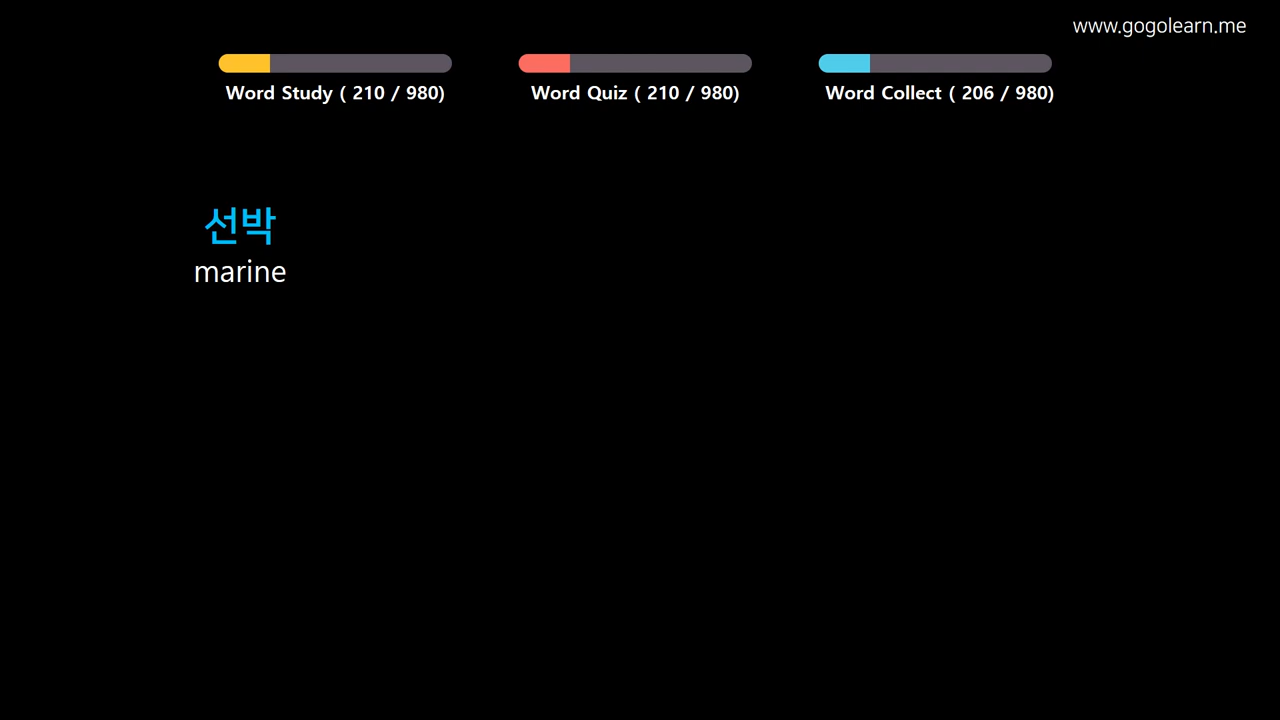 www.gogolearn.me
Word Study ( 210 / 980)
Word Quiz ( 210 / 980)
Word Collect ( 206 / 980)
선박
marine